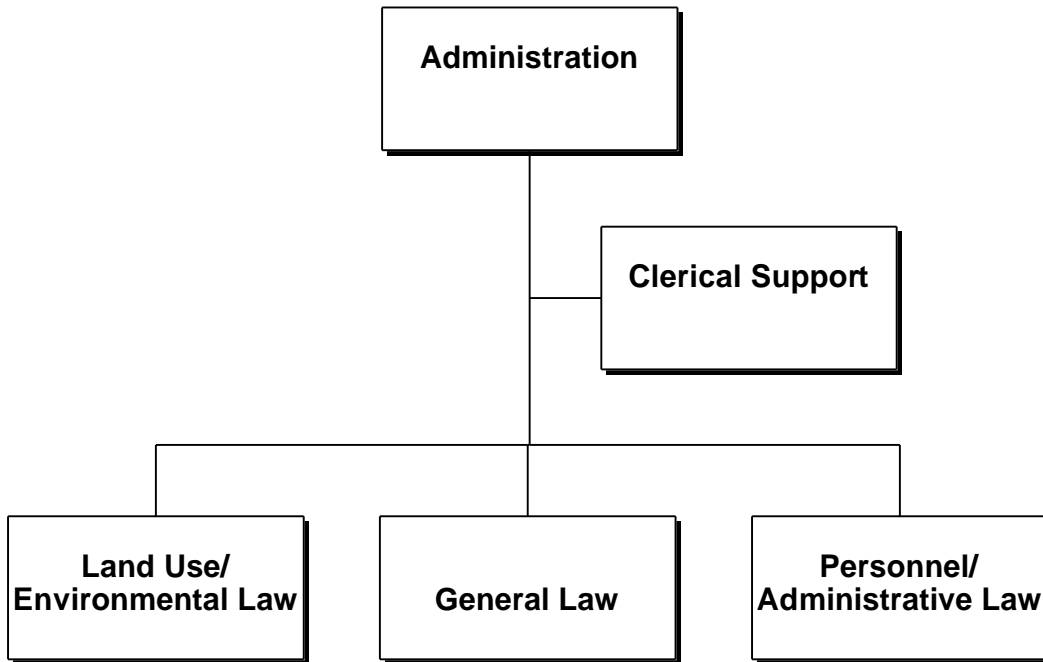 Administration
Clerical Support
Land Use/
Environmental Law
General Law
Personnel/
Administrative Law